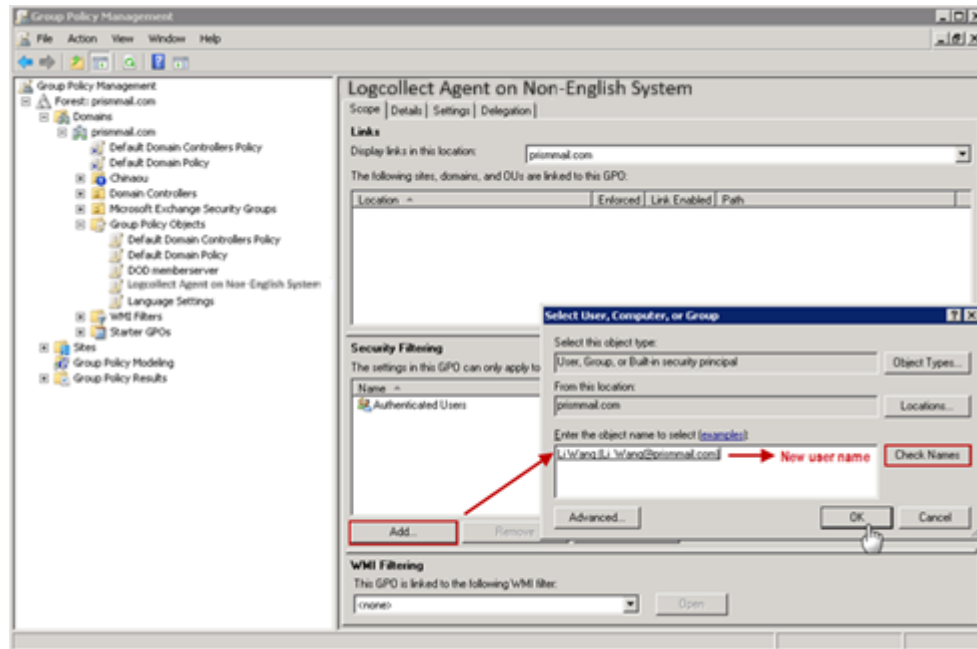 Group Policy Management
File Action View Window Help
Group Policy Management
Forest: prismmail.com
Domains
prismmail.com
Default Domain Controllers Policy
Default Domain Policy
Chinaou
Domain Controllers
Microsoft Exchange Security Groups
Group Policy Objects
Default Domain Controllers Policy
Default Domain Policy
DOD memberserver
Logcollect Agent on Non-English System
Language Settings
WMI Filters
Starter GPOs
Sites
Group Policy Modeling
Group Policy Results
Logcollect Agent on Non-English System
Scope Details Settings Delegation
Links
Display links in this location: prismmail.com
The following sites, domains, and OUs are linked to this GPO:
Location Enforced Link Enabled Path
Security Filtering
The settings in this GPO can only apply to
Name
Authenticated Users
Add... Remove
WMI Filtering
This GPO is linked to the following WMI filter:
<none> Open
Select User, Computer, or Group
Select this object type:
User, Group, or Built-in security principal Object Types...
From this location:
prismmail.com Locations...
Enter the object name to select (examples):
Li Wang (Li_Wang@prismmail.com) New user name Check Names
Advanced... OK Cancel